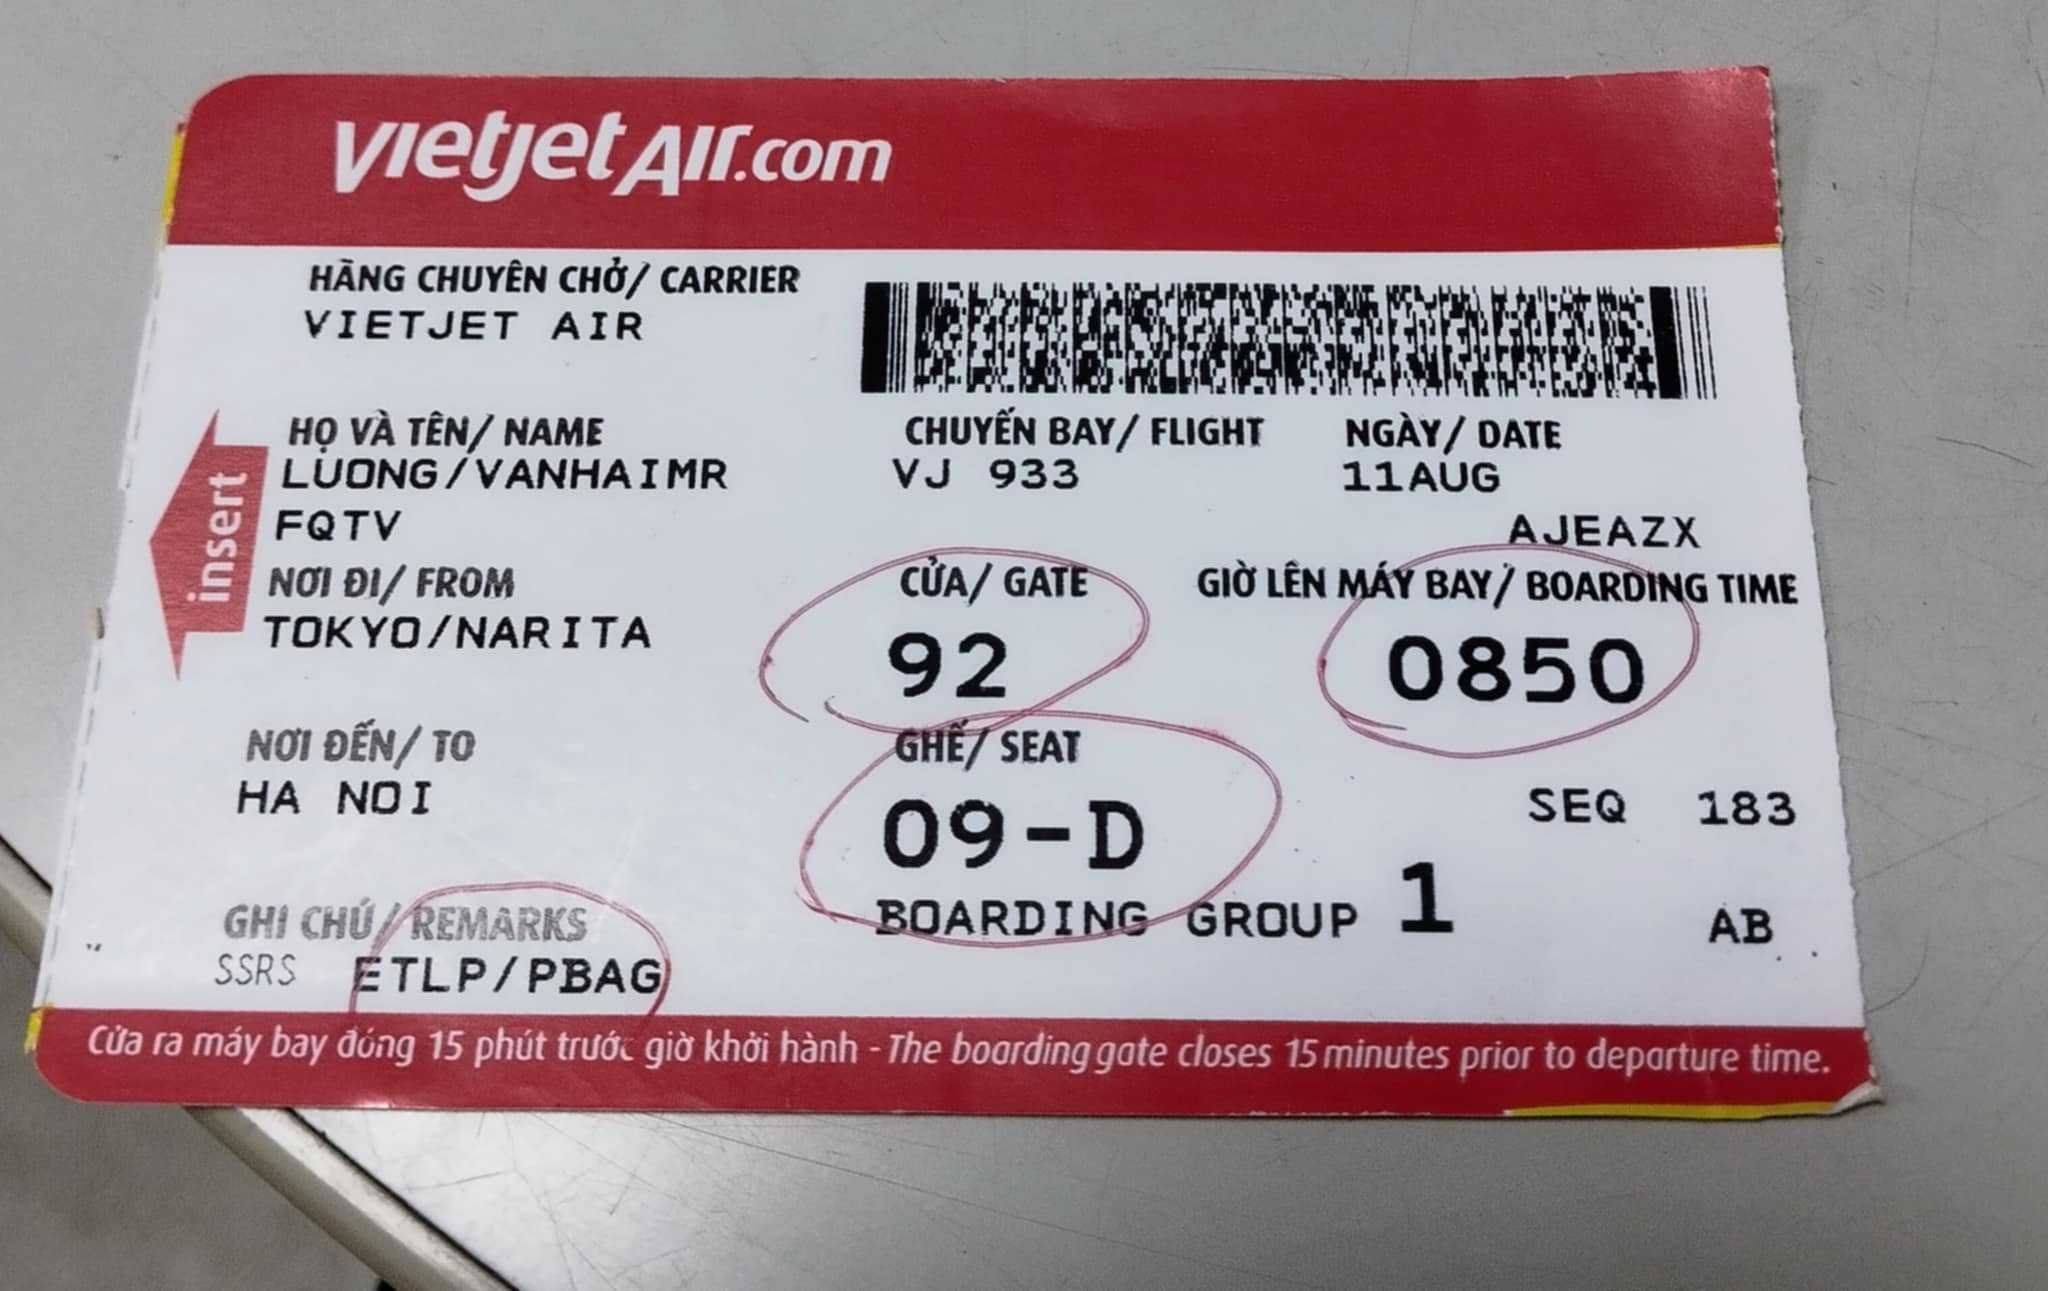 vietjetAir.com
HÃNG CHUYÊN CHỞ/ CARRIER
VIETJET AIR
HỌ VÀ TÊN/ NAME
LUONG/VANHAIMR
CHUYẾN BAY/ FLIGHT
VJ 933
NGÀY/ DATE
11AUG
FQTV
AJEAZX
insert
NƠI ĐI/ FROM
TOKYO/NARITA
CỬA/ GATE
92
GIỜ LÊN MÁY BAY/ BOARDING TIME
0850
NƠI ĐẾN/ TO
HA NOI
GHẾ/ SEAT
09-D
SEQ 183
BOARDING GROUP 1
AB
GHI CHÚ/ REMARKS
SSRS ETLP/PBAG
Cửa ra máy bay đóng 15 phút trước giờ khởi hành - The boarding gate closes 15 minutes prior to departure time.